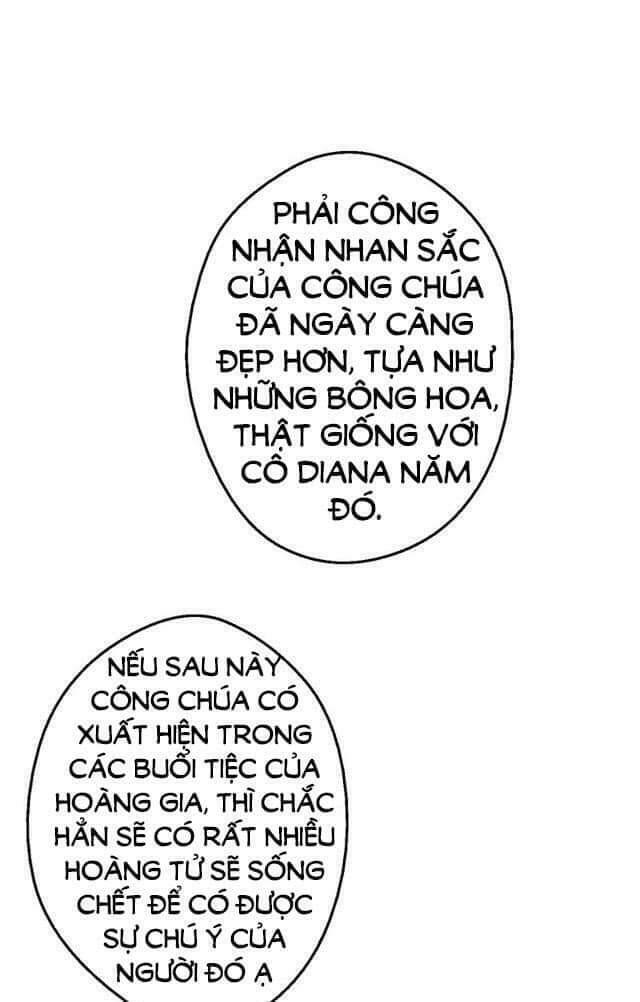 PHẢI CÔNG
NHẬN NHAN SẮC
CỦA CÔNG CHÚA
ĐÃ NGÀY CÀNG
ĐẸP HƠN, TỰA NHƯ
NHỮNG BÔNG HOA,
THẬT GIỐNG VỚI
CÔ DIANA NĂM
ĐÓ.
NẾU SAU NÀY
CÔNG CHÚA CÓ
XUẤT HIỆN TRONG
CÁC BUỔI TIỆC CỦA
HOÀNG GIA, THÌ CHẮC
HẲN SẼ CÓ RẤT NHIỀU
HOÀNG TỬ SẼ SỐNG
CHẾT ĐỂ CÓ ĐƯỢC
SỰ CHÚ Ý CỦA
NGƯỜI ĐÓ Ạ